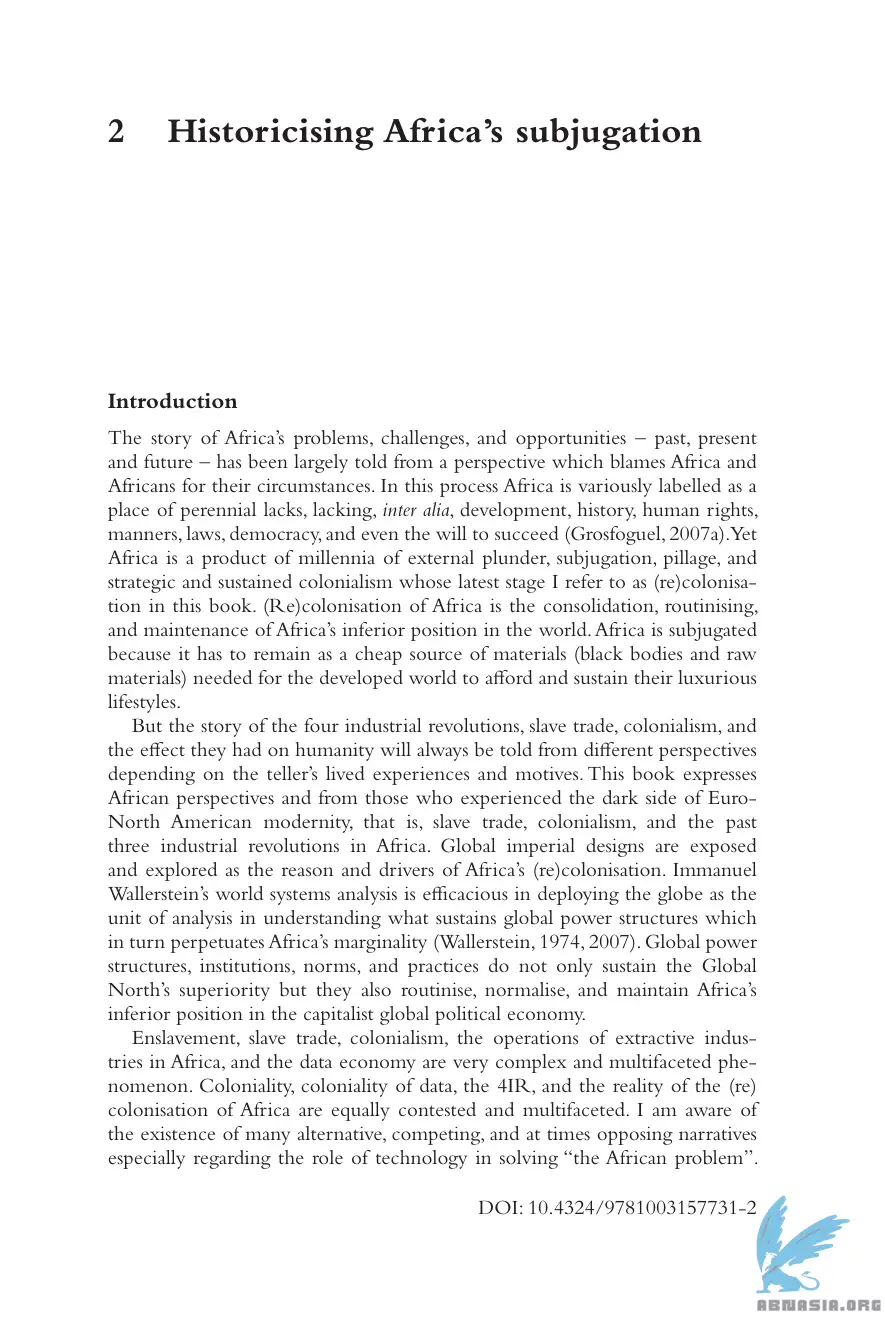 2 Historicising Africa’s subjugation
Introduction
The story of Africa’s problems, challenges, and opportunities – past, present
and future – has been largely told from a perspective which blames Africa and
Africans for their circumstances. In this process Africa is variously labelled as a
place of perennial lacks, lacking, inter alia, development, history, human rights,
manners, laws, democracy, and even the will to succeed (Grosfoguel, 2007a).Yet
Africa is a product of millennia of external plunder, subjugation, pillage, and
strategic and sustained colonialism whose latest stage I refer to as (re)colonisa-
tion in this book. (Re)colonisation of Africa is the consolidation, routinising,
and maintenance of Africa’s inferior position in the world. Africa is subjugated
because it has to remain as a cheap source of materials (black bodies and raw
materials) needed for the developed world to afford and sustain their luxurious
lifestyles.
But the story of the four industrial revolutions, slave trade, colonialism, and
the effect they had on humanity will always be told from different perspectives
depending on the teller’s lived experiences and motives. This book expresses
African perspectives and from those who experienced the dark side of Euro-
North American modernity, that is, slave trade, colonialism, and the past
three industrial revolutions in Africa. Global imperial designs are exposed
and explored as the reason and drivers of Africa’s (re)colonisation. Immanuel
Wallerstein’s world systems analysis is efficacious in deploying the globe as the
unit of analysis in understanding what sustains global power structures which
in turn perpetuates Africa’s marginality (Wallerstein, 1974, 2007). Global power
structures, institutions, norms, and practices do not only sustain the Global
North’s superiority but they also routinise, normalise, and maintain Africa’s
inferior position in the capitalist global political economy.
Enslavement, slave trade, colonialism, the operations of extractive indus-
tries in Africa, and the data economy are very complex and multifaceted phe-
nomenon. Coloniality, coloniality of data, the 4IR, and the reality of the (re)
colonisation of Africa are equally contested and multifaceted. I am aware of
the existence of many alternative, competing, and at times opposing narratives
especially regarding the role of technology in solving “the African problem”.
DOI: 10.4324/9781003157731-2
ABNASIA.ORG